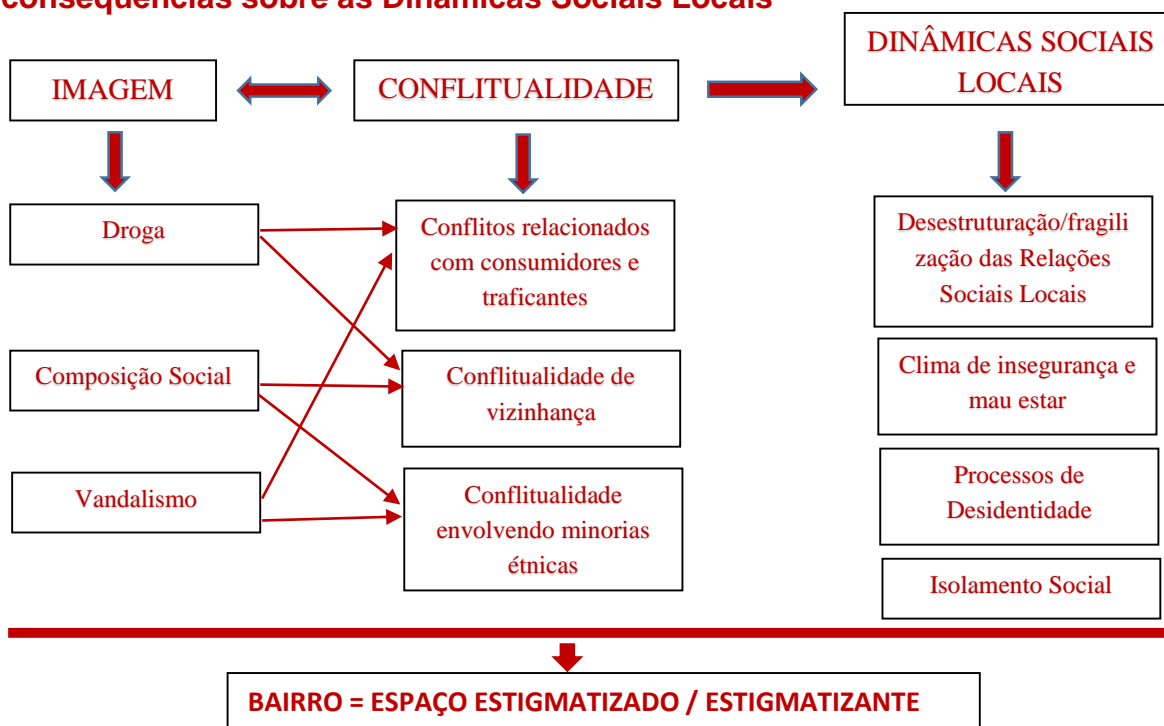 consequências sobre as Dinâmicas Sociais Locais
IMAGEM
CONFLITUALIDADE
DINÂMICAS SOCIAIS
LOCAIS
Droga
Composição Social
Vandalismo
Conflitos relacionados
com consumidores e
traficantes
Conflitualidade de
vizinhança
Conflitualidade
envolvendo minorias
étnicas
Desestruturação/fragili
zação das Relações
Sociais Locais
Clima de insegurança e
mau estar
Processos de
Desidentidade
Isolamento Social
BAIRRO = ESPAÇO ESTIGMATIZADO / ESTIGMATIZANTE